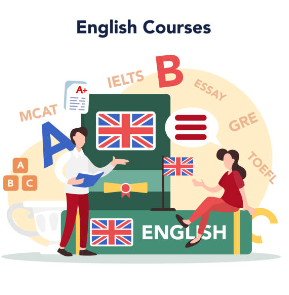 English Courses
A+
IELTS
B
ESSAY
MCAT
A
GRE
TOEFL
A
B C
ENGLISH